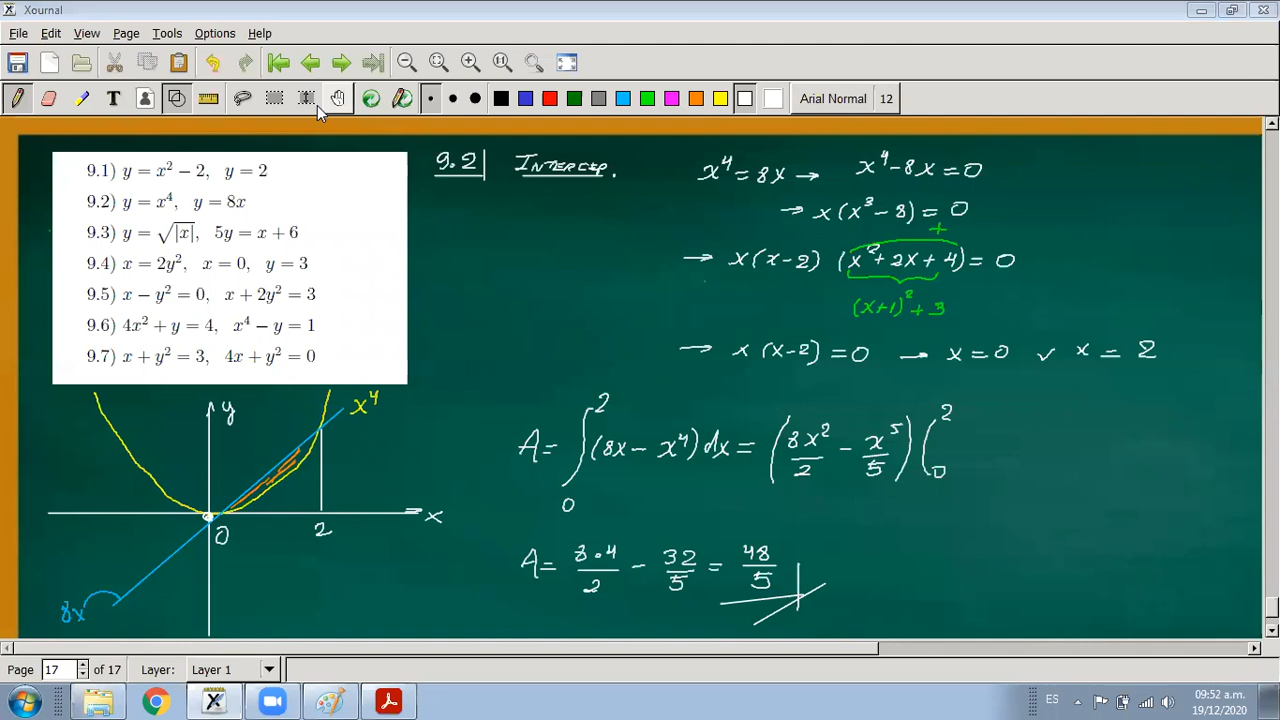 Xournal
File Edit View Page Tools Options Help
Arial Normal 12
9.1) y = x² − 2, y = 2
9.2) y = x⁴, y = 8x
9.3) y = √|x|, 5y = x + 6
9.4) x = 2y², x = 0, y = 3
9.5) x − y² = 0, x + 2y² = 3
9.6) 4x² + y = 4, x⁴ − y = 1
9.7) x + y² = 3, 4x + y² = 0
9.2| INTERCEP.
x⁴ = 8x → x⁴ − 8x = 0
→ x(x³ − 8) = 0
+
→ x(x−2) (x² + 2x + 4) = 0
(x+1)² + 3
→ x(x−2) = 0 → x = 0 ∨ x = 2
y
x⁴
x
0
2
8x
A = ∫₀² (8x − x⁴) dx = (8x²/2 − x⁵/5) (₀²
A = 8·4/2 − 32/5 = 48/5
Page 17 of 17 Layer: Layer 1
ES
09:52 a.m.
19/12/2020